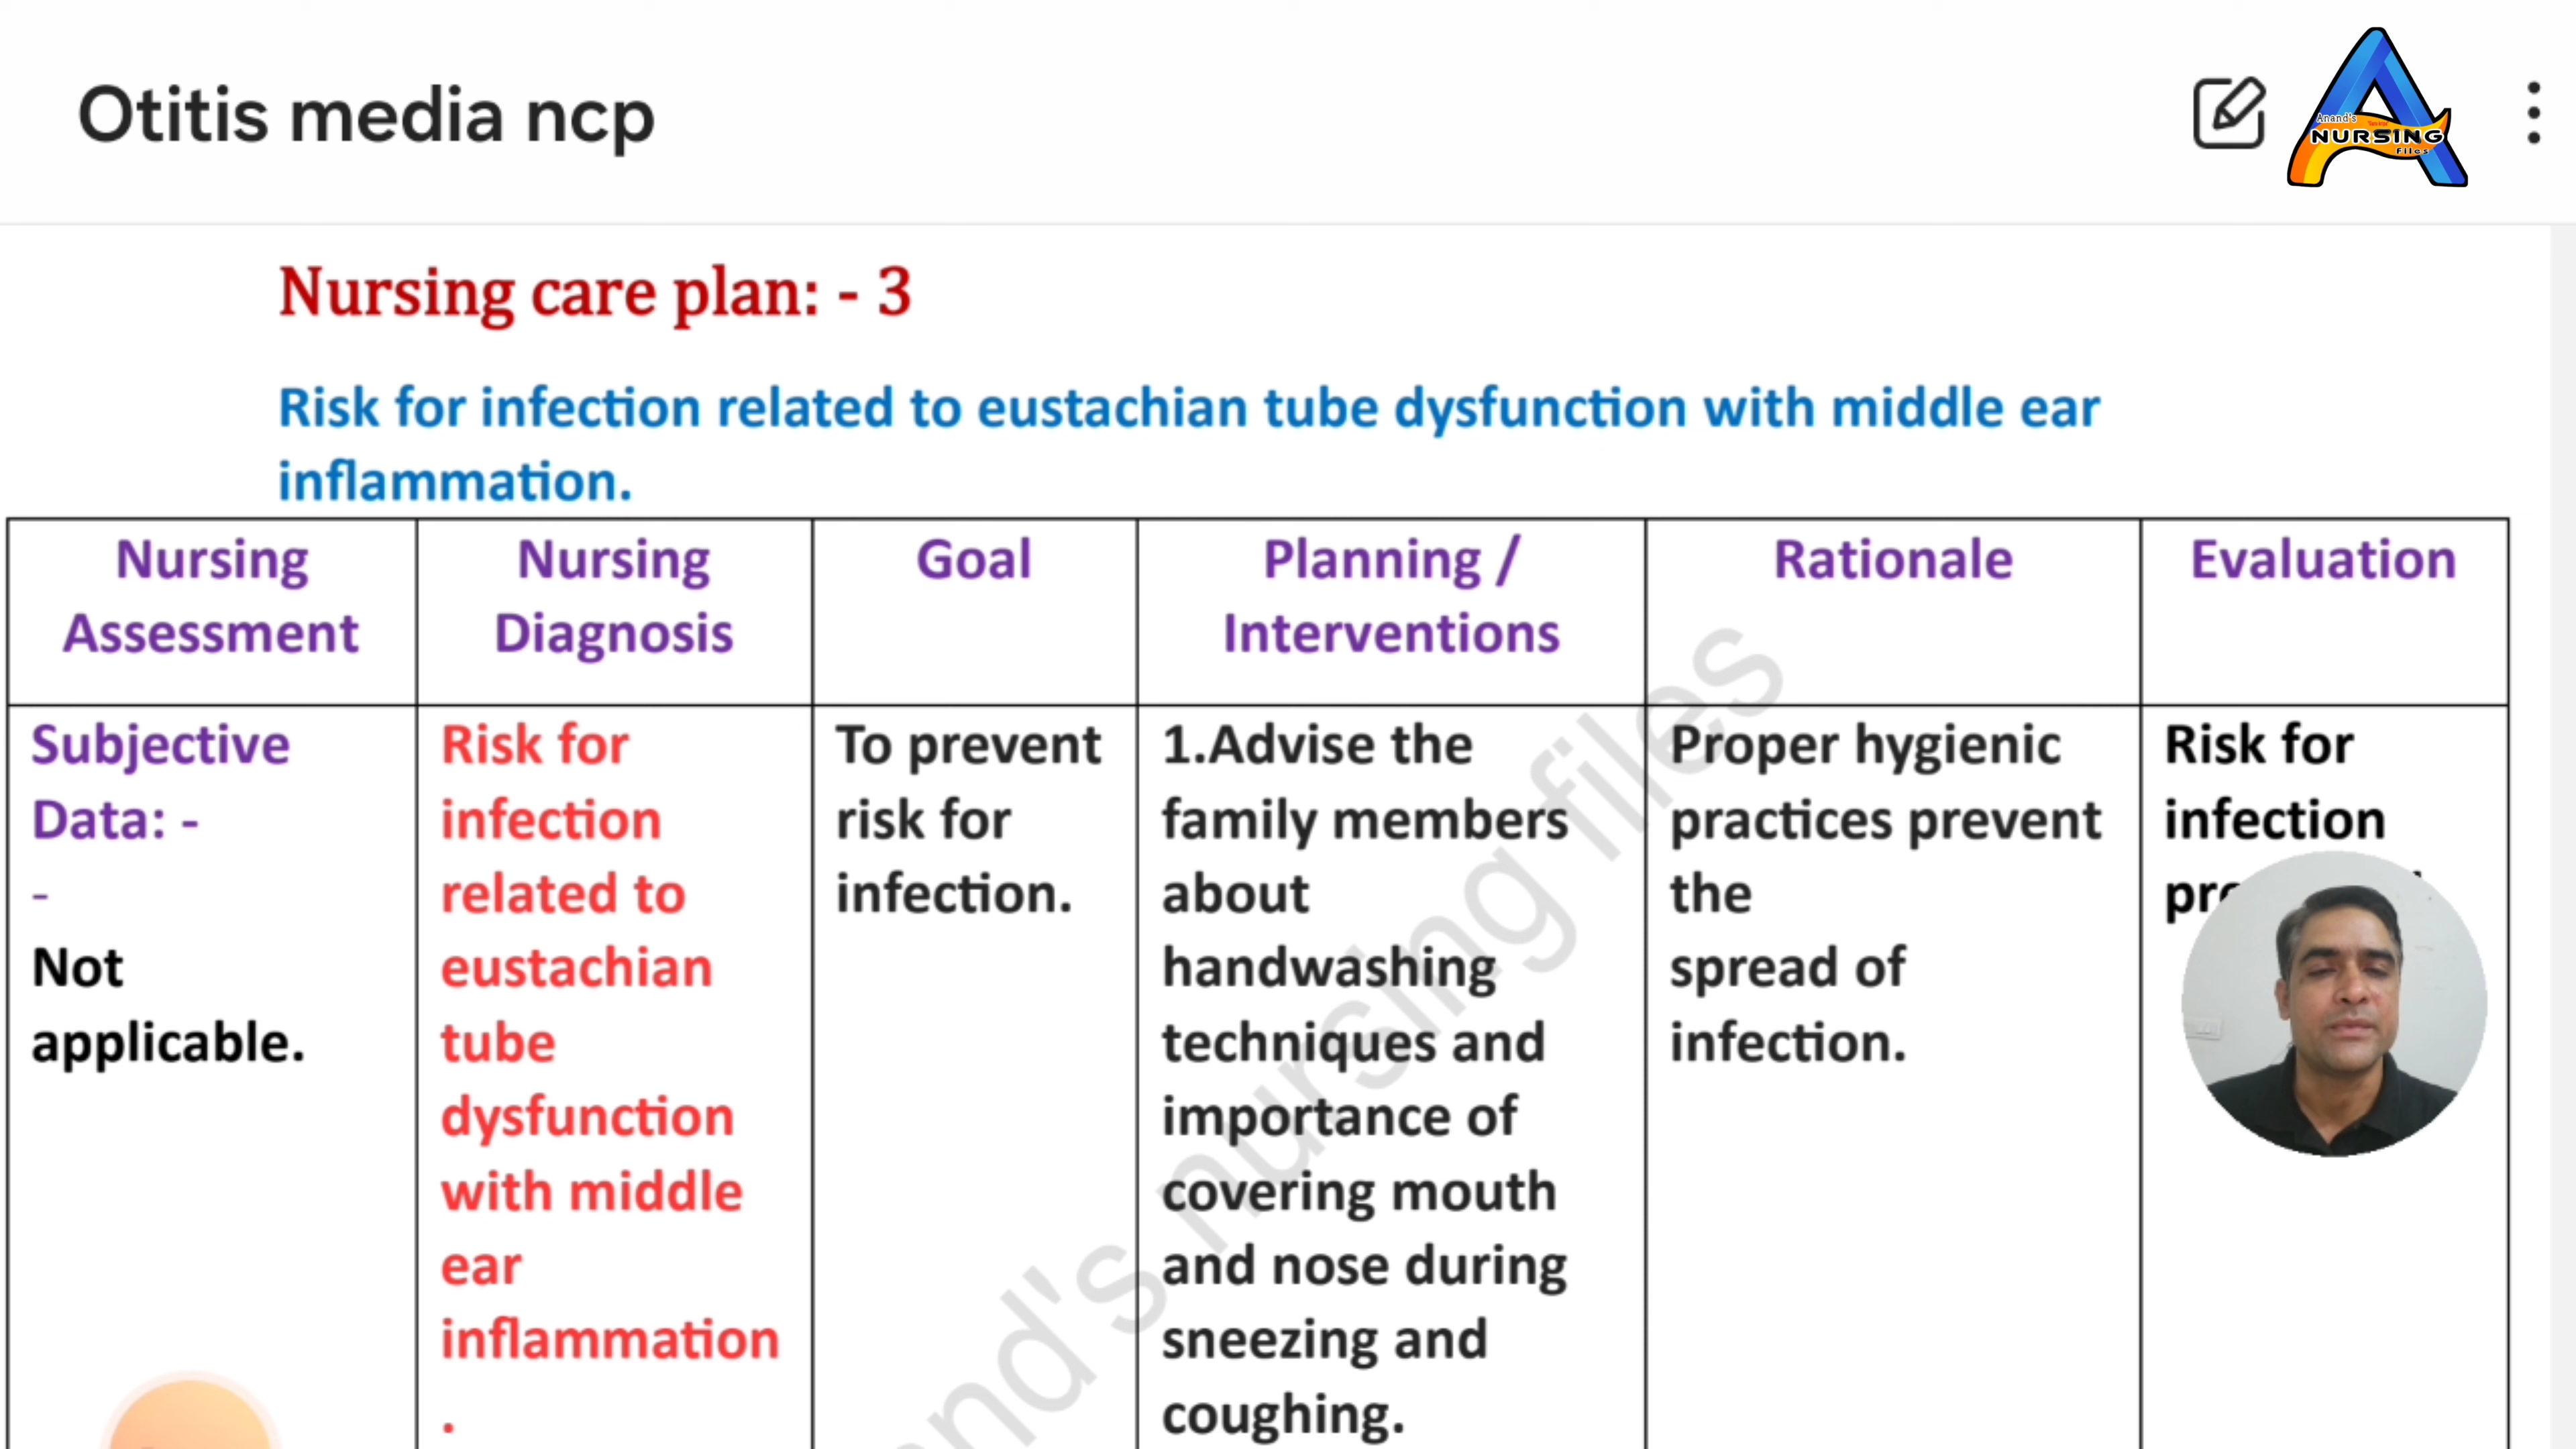 Otitis media ncp
Anand's
NURSING
Files
Nursing care plan: - 3
Risk for infection related to eustachian tube dysfunction with middle ear
inflammation.
Nursing
Assessment
Nursing
Diagnosis
Goal
Planning /
Interventions
Rationale
Evaluation
Subjective
Data: -
-
Not
applicable.
Risk for
infection
related to
eustachian
tube
dysfunction
with middle
ear
inflammation
.
To prevent
risk for
infection.
1.Advise the
family members
about
handwashing
techniques and
importance of
covering mouth
and nose during
sneezing and
coughing.
Proper hygienic
practices prevent
the
spread of
infection.
Risk for
infection
nursing files